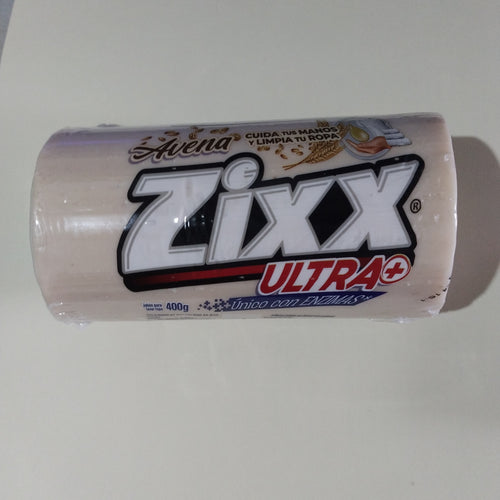 Avena
CUIDA TUS MANOS
Y LIMPIA TU ROPA
Zixx®
ULTRA+
Único con ENZIMAS
400g